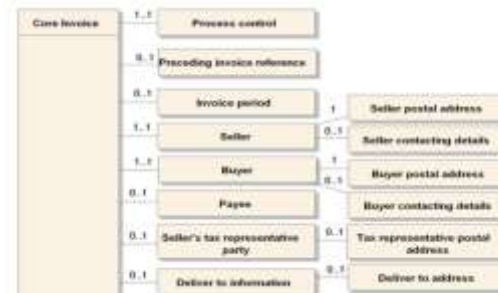 Core Invoice
1..1
Process control
0..1
Preceding invoice reference
0..1
Invoice period
1
Seller postal address
1..1
Seller
0..1
Seller contacting details
1..1
Buyer
1
Buyer postal address
0..1
Buyer contacting details
0..1
Payee
0..1
Seller's tax representative
party
0..1
Tax representative postal
address
0..1
Deliver to information
0..1
Deliver to address